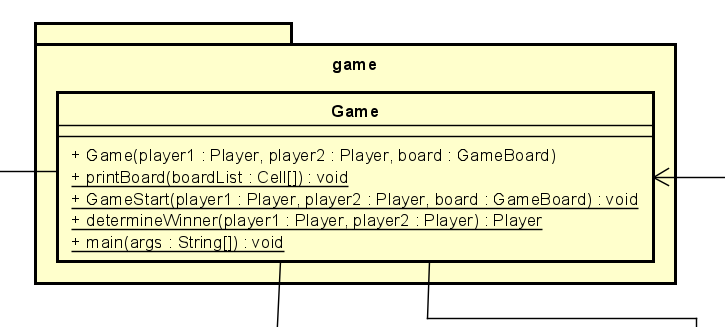 game
Game
+ Game(player1 : Player, player2 : Player, board : GameBoard)
+ printBoard(boardList : Cell[]) : void
+ GameStart(player1 : Player, player2 : Player, board : GameBoard) : void
+ determineWinner(player1 : Player, player2 : Player) : Player
+ main(args : String[]) : void